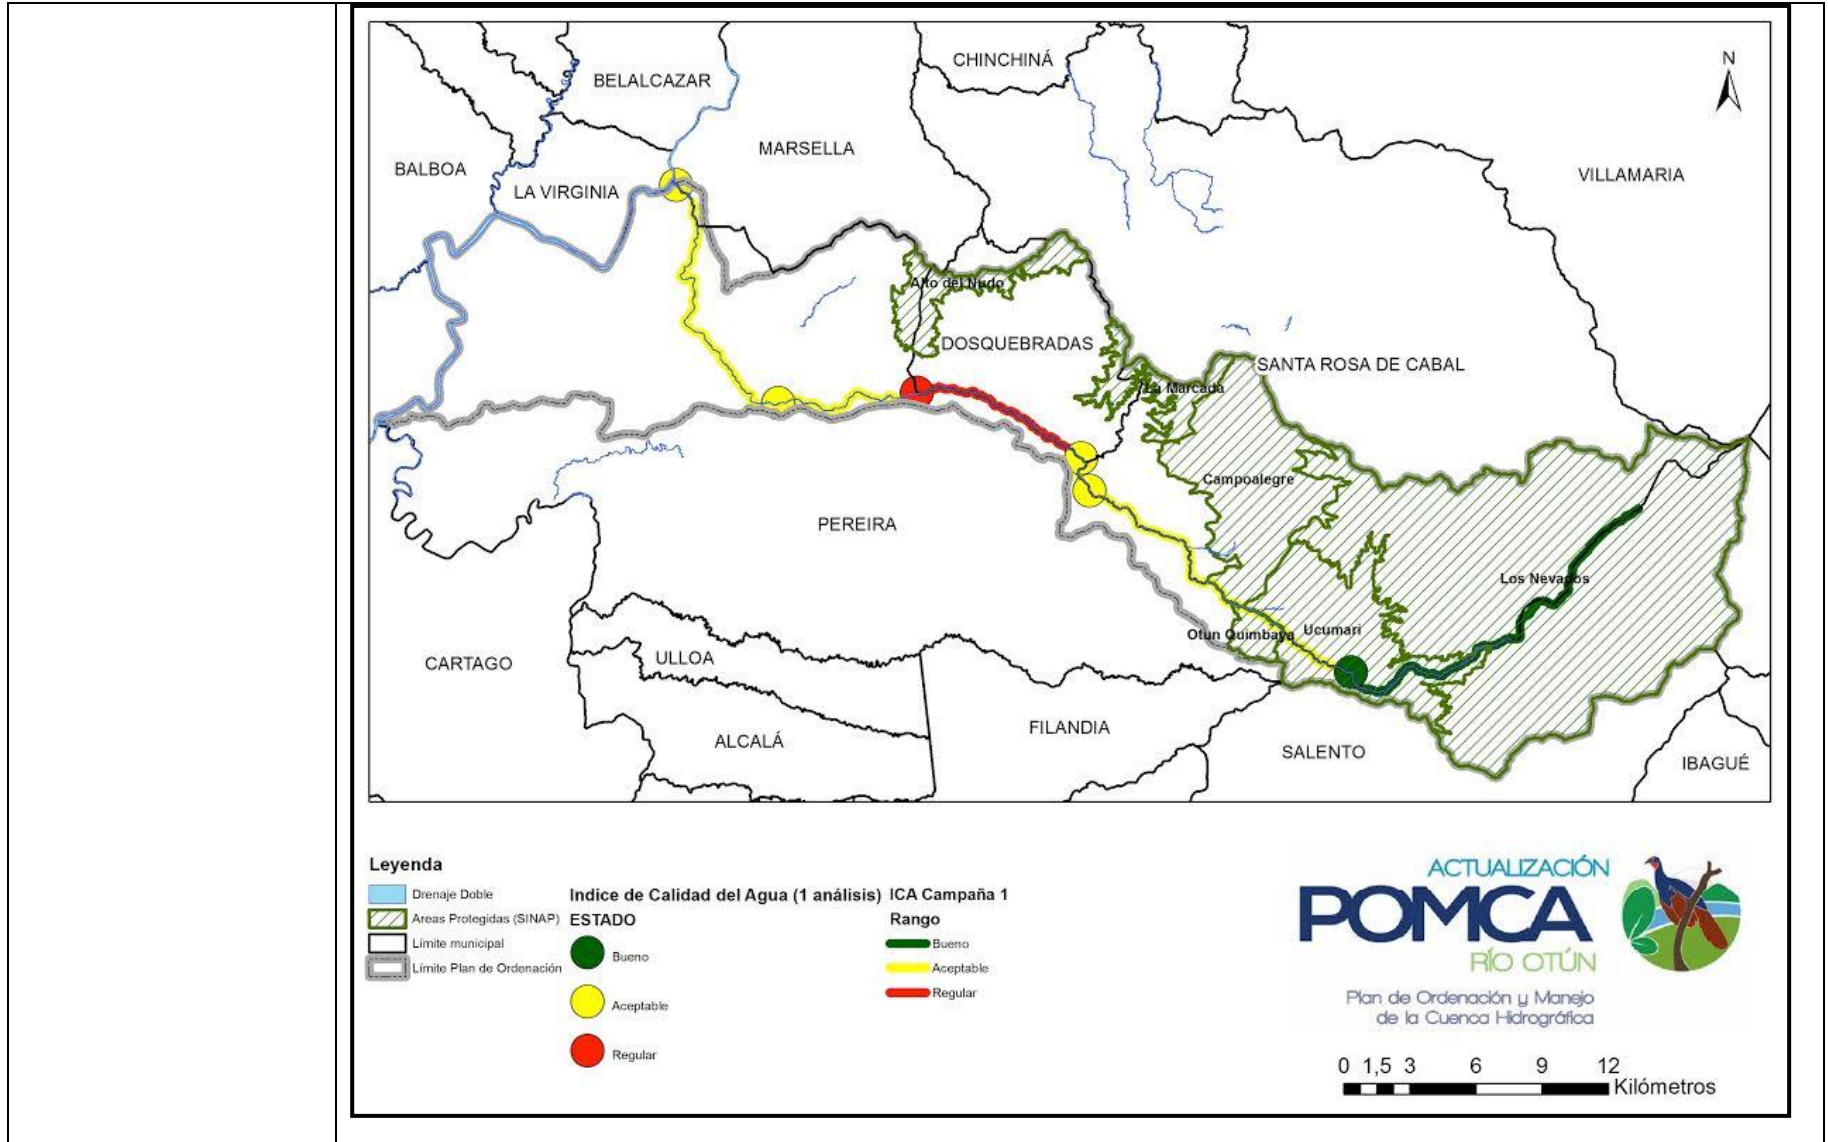 CHINCHINÁ
N
BELALCAZAR
MARSELLA
BALBOA
VILLAMARIA
LA VIRGINIA
Alto del Nudo
DOSQUEBRADAS
SANTA ROSA DE CABAL
La Marcada
Campoalegre
PEREIRA
Los Nevados
Otun Quimbaya
Ucumari
CARTAGO
ULLOA
FILANDIA
ALCALÁ
SALENTO
IBAGUÉ
Leyenda
Drenaje Doble
Areas Protegidas (SINAP)
Límite municipal
Límite Plan de Ordenación
Indice de Calidad del Agua (1 análisis)
ESTADO
Bueno
Aceptable
Regular
ICA Campaña 1
Rango
Bueno
Aceptable
Regular
ACTUALIZACIÓN
POMCA
RÍO OTÚN
Plan de Ordenación y Manejo
de la Cuenca Hidrográfica
0 1,5 3 6 9 12
Kilómetros